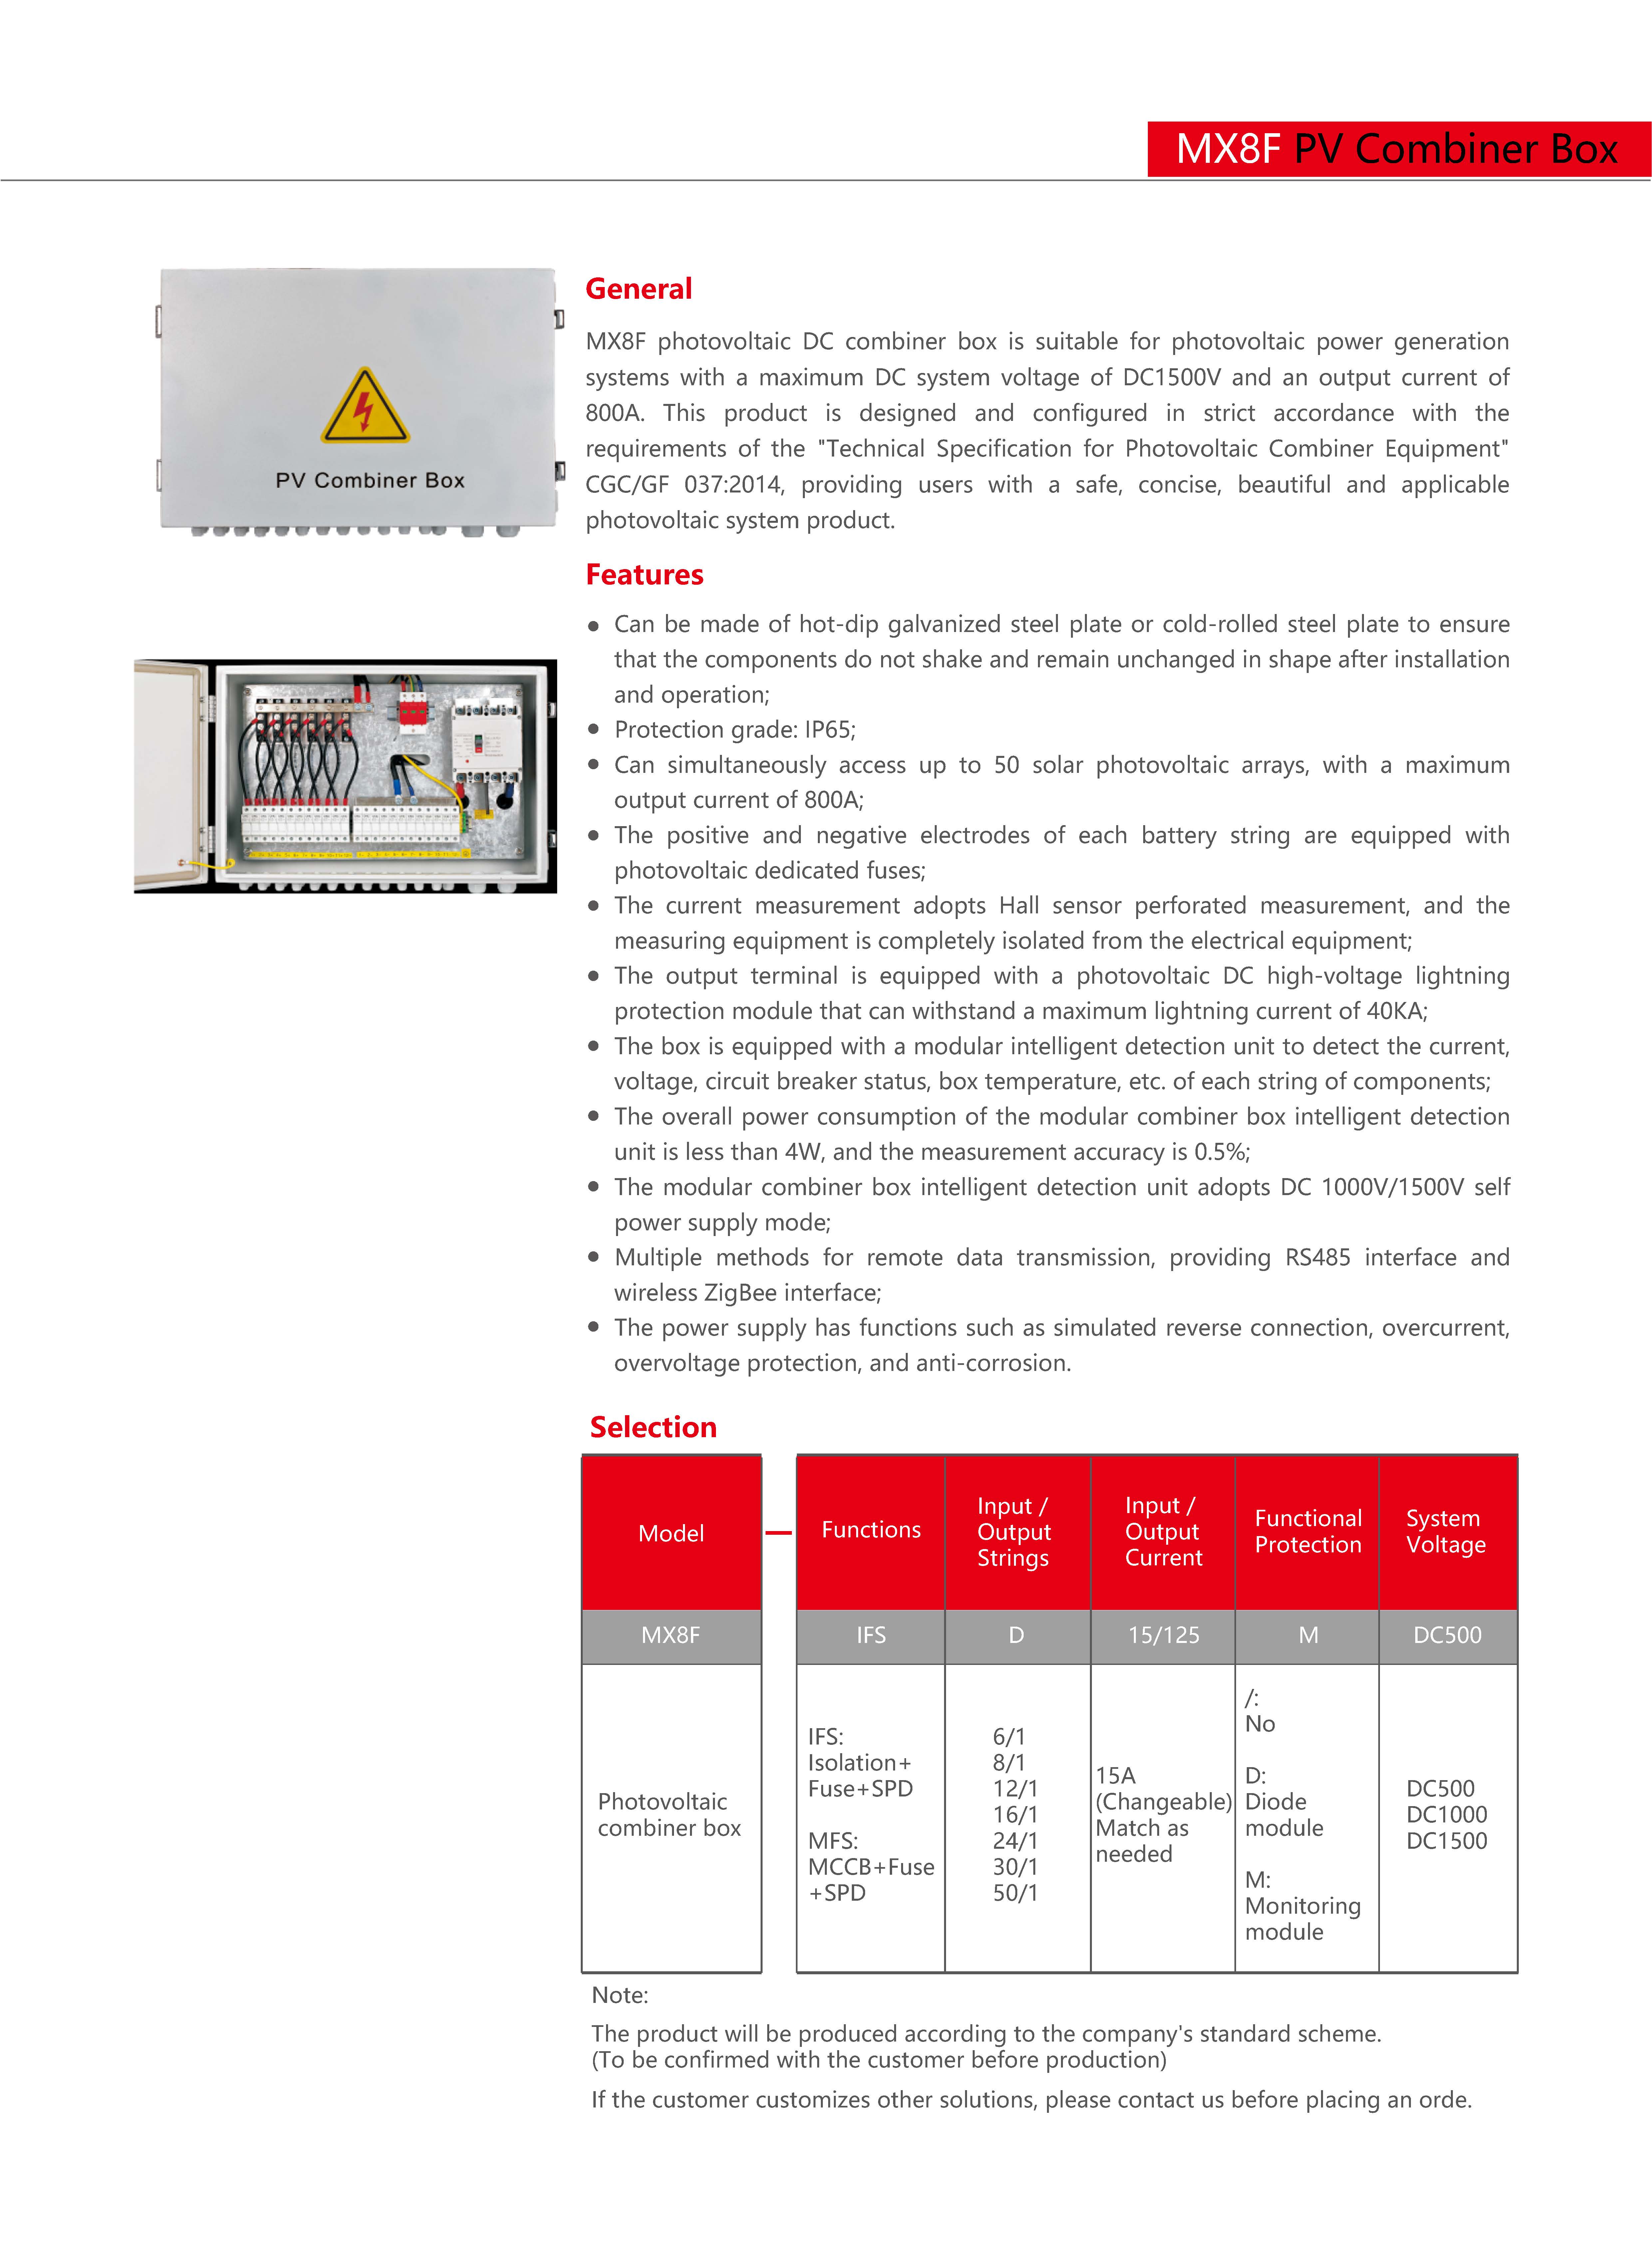 MX8F PV Combiner Box
PV Combiner Box
General
MX8F photovoltaic DC combiner box is suitable for photovoltaic power generation
systems with a maximum DC system voltage of DC1500V and an output current of
800A. This product is designed and configured in strict accordance with the
requirements of the "Technical Specification for Photovoltaic Combiner Equipment"
CGC/GF 037:2014, providing users with a safe, concise, beautiful and applicable
photovoltaic system product.
Features
● Can be made of hot-dip galvanized steel plate or cold-rolled steel plate to ensure
that the components do not shake and remain unchanged in shape after installation
and operation;
● Protection grade: IP65;
● Can simultaneously access up to 50 solar photovoltaic arrays, with a maximum
output current of 800A;
● The positive and negative electrodes of each battery string are equipped with
photovoltaic dedicated fuses;
● The current measurement adopts Hall sensor perforated measurement, and the
measuring equipment is completely isolated from the electrical equipment;
● The output terminal is equipped with a photovoltaic DC high-voltage lightning
protection module that can withstand a maximum lightning current of 40KA;
● The box is equipped with a modular intelligent detection unit to detect the current,
voltage, circuit breaker status, box temperature, etc. of each string of components;
● The overall power consumption of the modular combiner box intelligent detection
unit is less than 4W, and the measurement accuracy is 0.5%;
● The modular combiner box intelligent detection unit adopts DC 1000V/1500V self
power supply mode;
● Multiple methods for remote data transmission, providing RS485 interface and
wireless ZigBee interface;
● The power supply has functions such as simulated reverse connection, overcurrent,
overvoltage protection, and anti-corrosion.
Selection
Model
Functions
Input /
Output
Strings
Input /
Output
Current
Functional
Protection
System
Voltage
MX8F
IFS
D
15/125
M
DC500
Photovoltaic
combiner box
IFS:
Isolation+
Fuse+SPD
MFS:
MCCB+Fuse
+SPD
6/1
8/1
12/1
16/1
24/1
30/1
50/1
15A
(Changeable)
Match as
needed
/:
No
D:
Diode
module
M:
Monitoring
module
DC500
DC1000
DC1500
Note:
The product will be produced according to the company's standard scheme.
(To be confirmed with the customer before production)
If the customer customizes other solutions, please contact us before placing an orde.